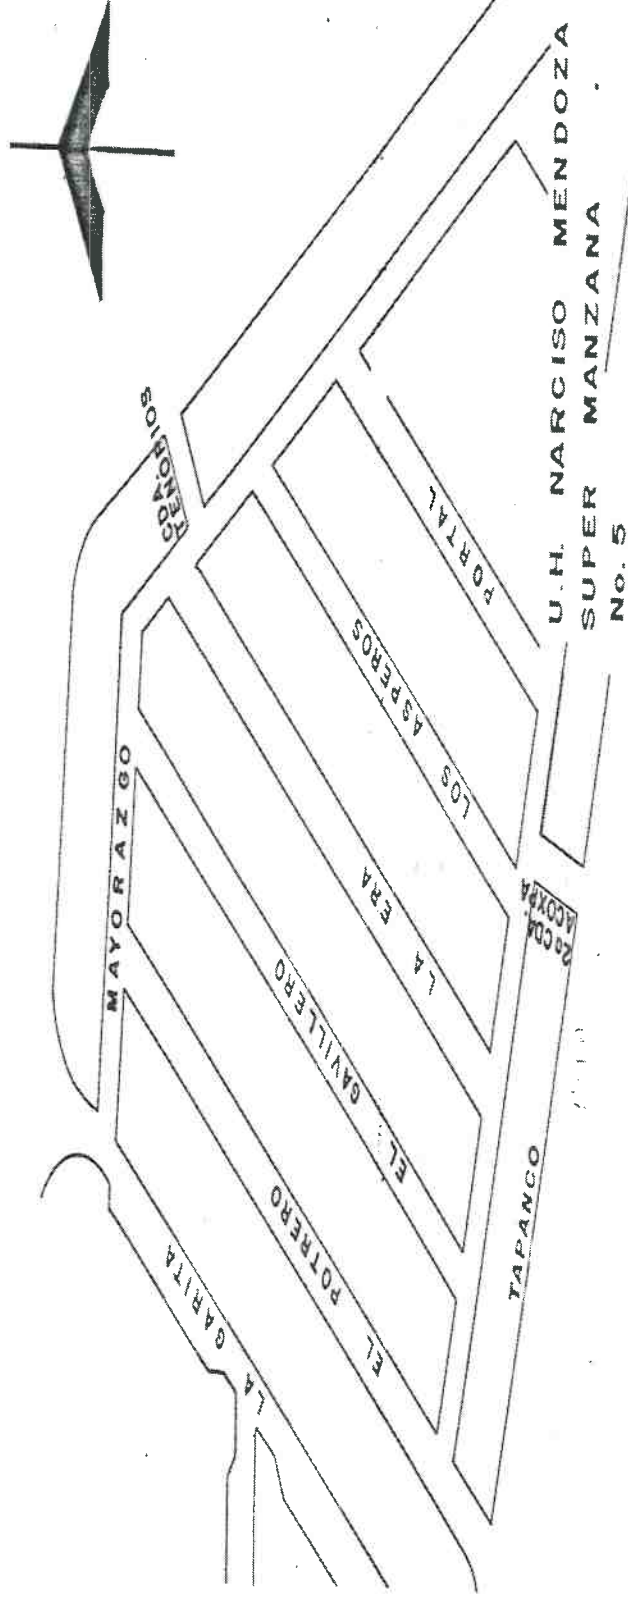 CDA.
TENORIOS
MAYORAZGO
LA GARITA
EL POTRERO
EL GAVILLERO
LA ERA
LOS ASPEROS
PORTAL
TAPANCO
2a CDA.
ACOXPA
U.H. NARCISO MENDOZA
SUPER MANZANA
No. 5